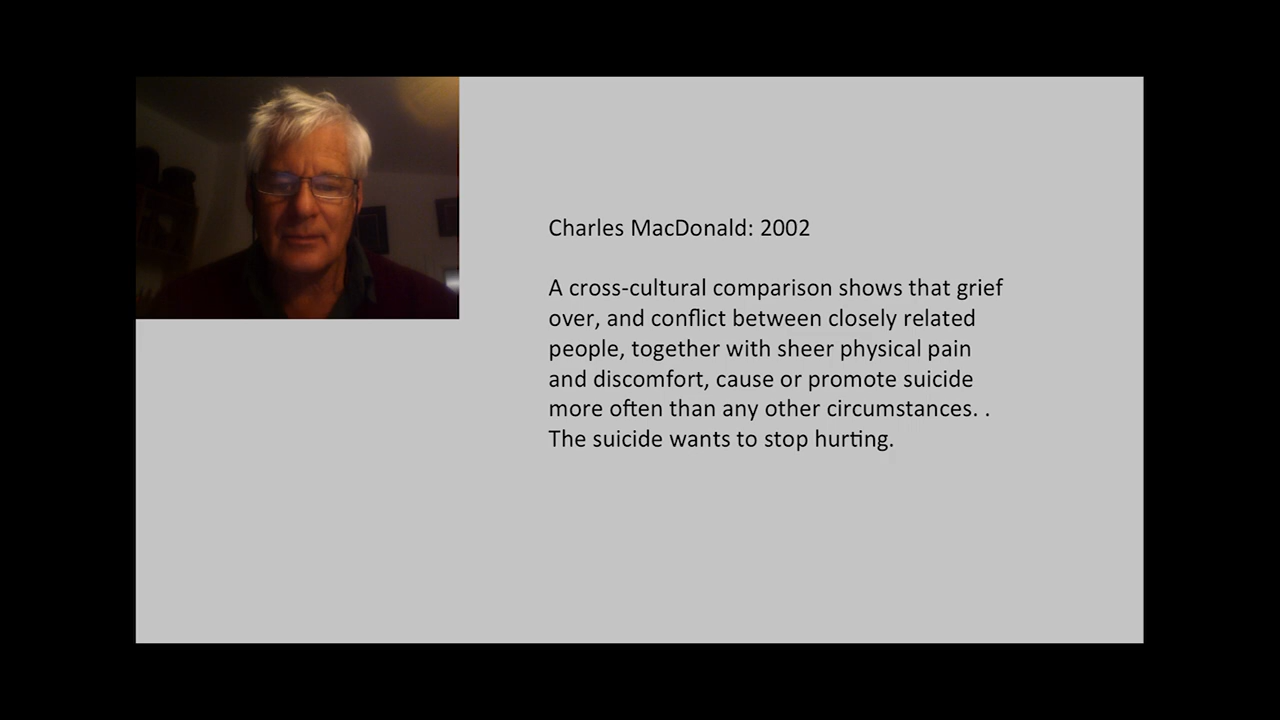 Charles MacDonald: 2002
A cross-cultural comparison shows that grief
over, and conflict between closely related
people, together with sheer physical pain
and discomfort, cause or promote suicide
more often than any other circumstances. .
The suicide wants to stop hurting.